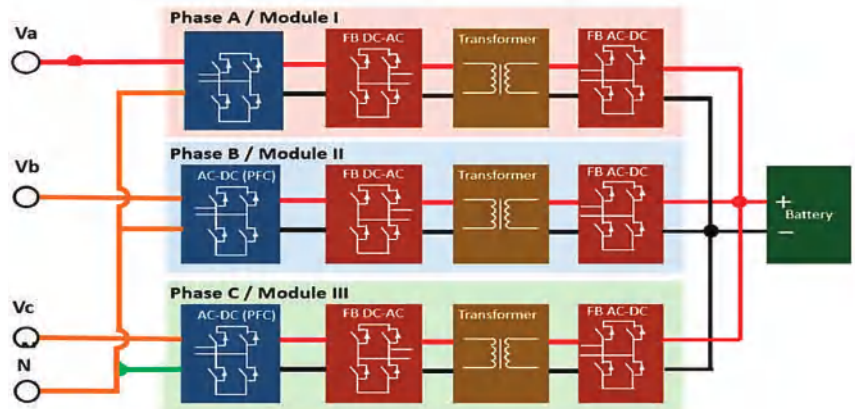 Phase A / Module I
Va
FB DC-AC
Transformer
FB AC-DC
Phase B / Module II
Vb
AC-DC (PFC)
FB DC-AC
Transformer
FB AC-DC
+
Battery
−
Phase C / Module III
Vc
AC-DC (PFC)
FB DC-AC
Transformer
FB AC-DC
N